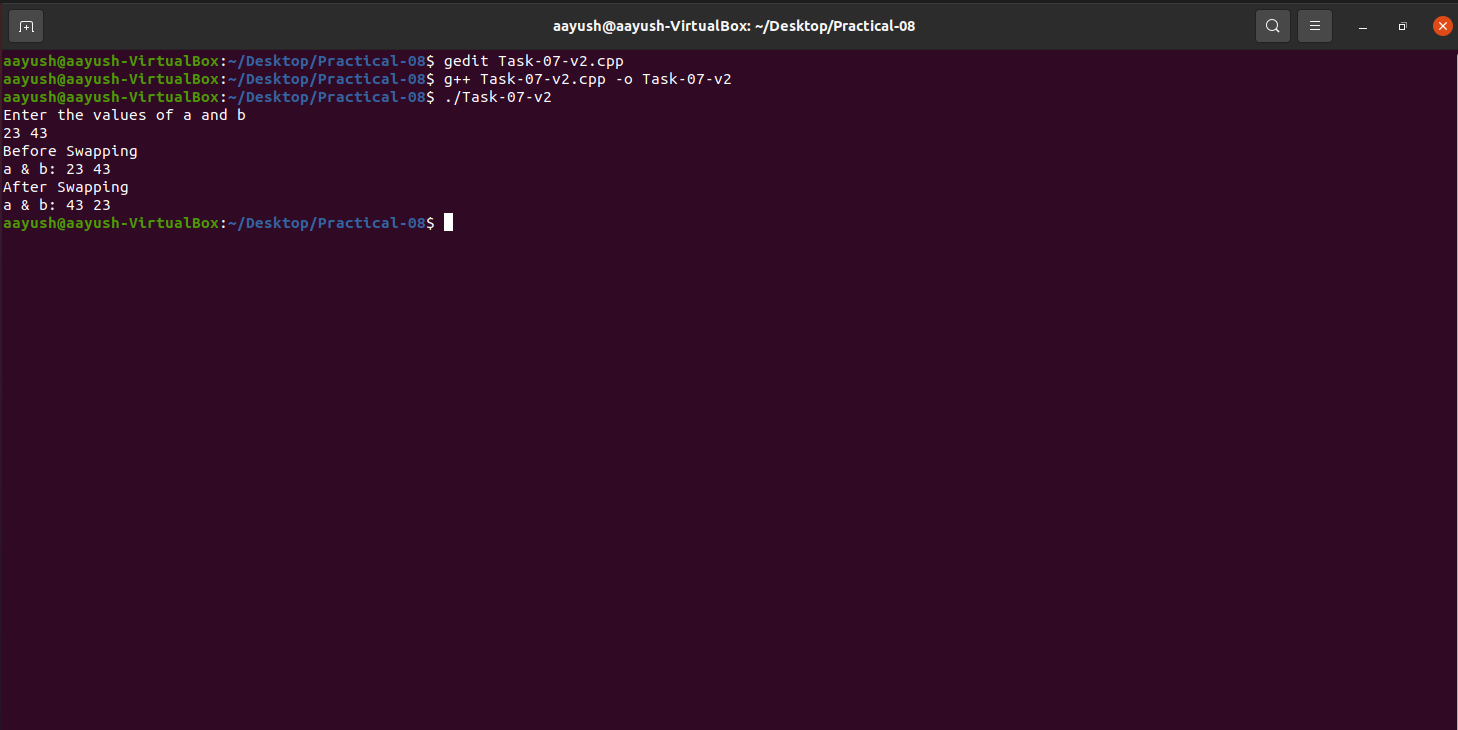 aayush@aayush-VirtualBox: ~/Desktop/Practical-08
aayush@aayush-VirtualBox:~/Desktop/Practical-08$ gedit Task-07-v2.cpp
aayush@aayush-VirtualBox:~/Desktop/Practical-08$ g++ Task-07-v2.cpp -o Task-07-v2
aayush@aayush-VirtualBox:~/Desktop/Practical-08$ ./Task-07-v2
Enter the values of a and b
23 43
Before Swapping
a & b: 23 43
After Swapping
a & b: 43 23
aayush@aayush-VirtualBox:~/Desktop/Practical-08$